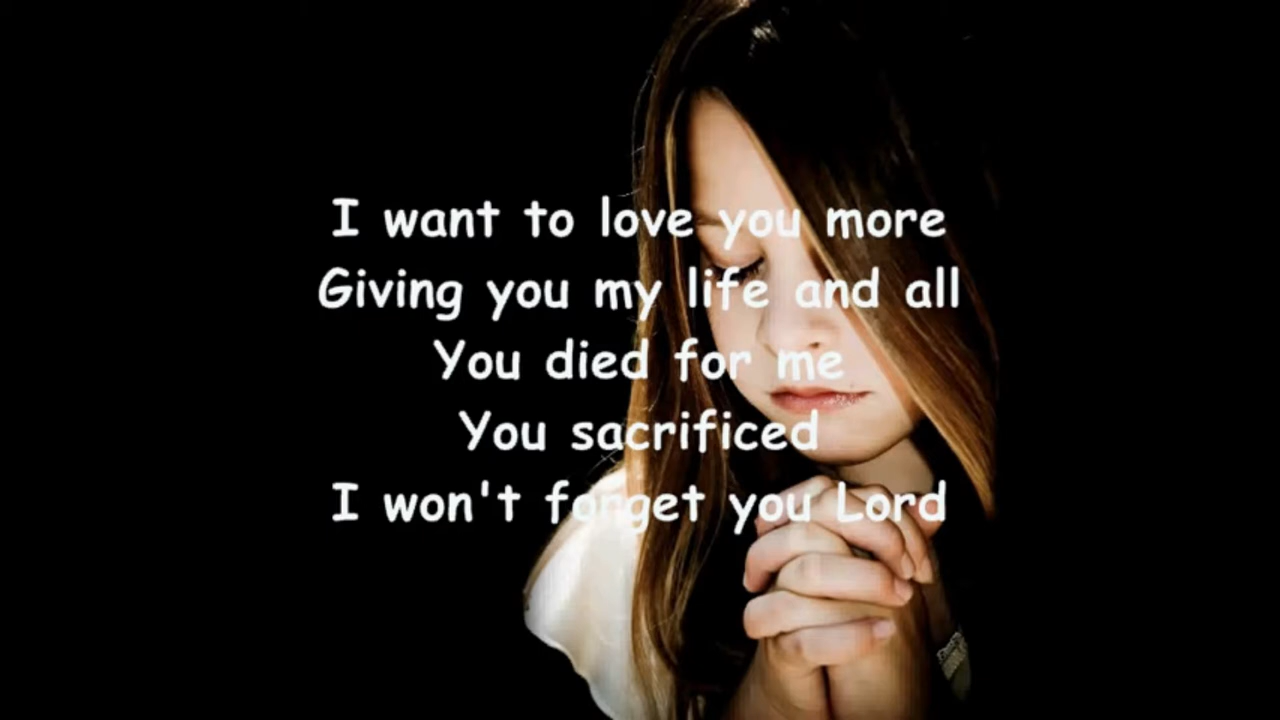 I want to love you more
Giving you my life and all
You died for me
You sacrificed
I won't forget you Lord